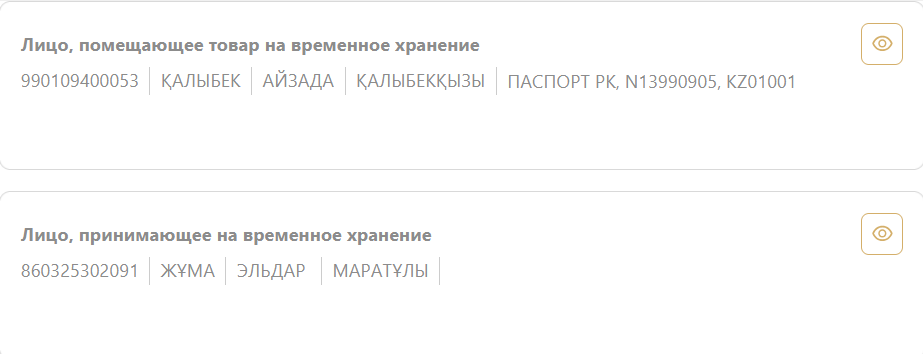 Лицо, помещающее товар на временное хранение
990109400053 ҚАЛЫБЕК АЙЗАДА ҚАЛЫБЕКҚЫЗЫ ПАСПОРТ РК, N13990905, KZ01001
Лицо, принимающее на временное хранение
860325302091 ЖҰМА ЭЛЬДАР МАРАТҰЛЫ